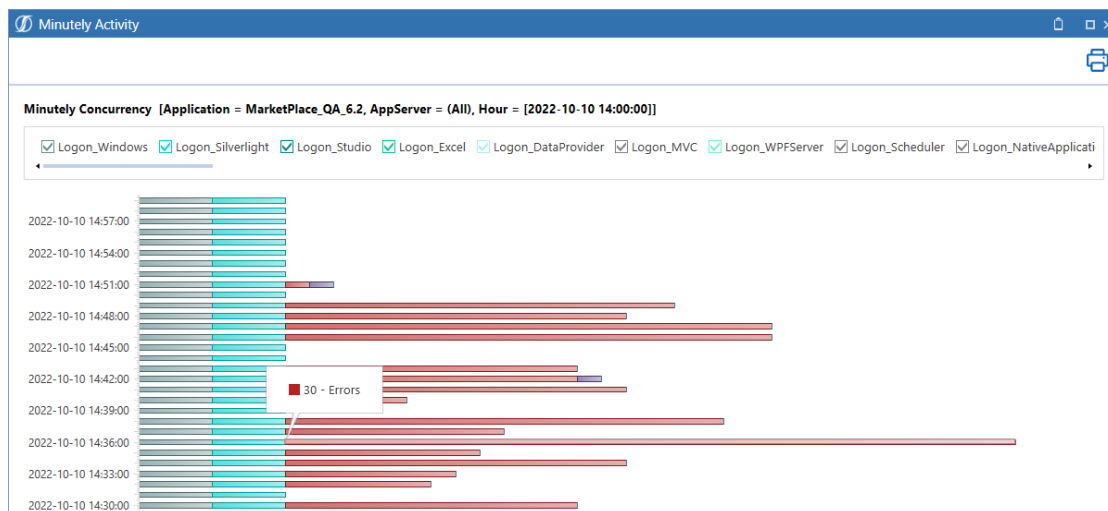 Minutely Activity
Minutely Concurrency [Application = MarketPlace_QA_6.2, AppServer = (All), Hour = [2022-10-10 14:00:00]]
Logon_Windows Logon_Silverlight Logon_Studio Logon_Excel Logon_DataProvider Logon_MVC Logon_WPFServer Logon_Scheduler Logon_NativeApplicati
2022-10-10 14:57:00
2022-10-10 14:54:00
2022-10-10 14:51:00
2022-10-10 14:48:00
2022-10-10 14:45:00
2022-10-10 14:42:00
30 - Errors
2022-10-10 14:39:00
2022-10-10 14:36:00
2022-10-10 14:33:00
2022-10-10 14:30:00